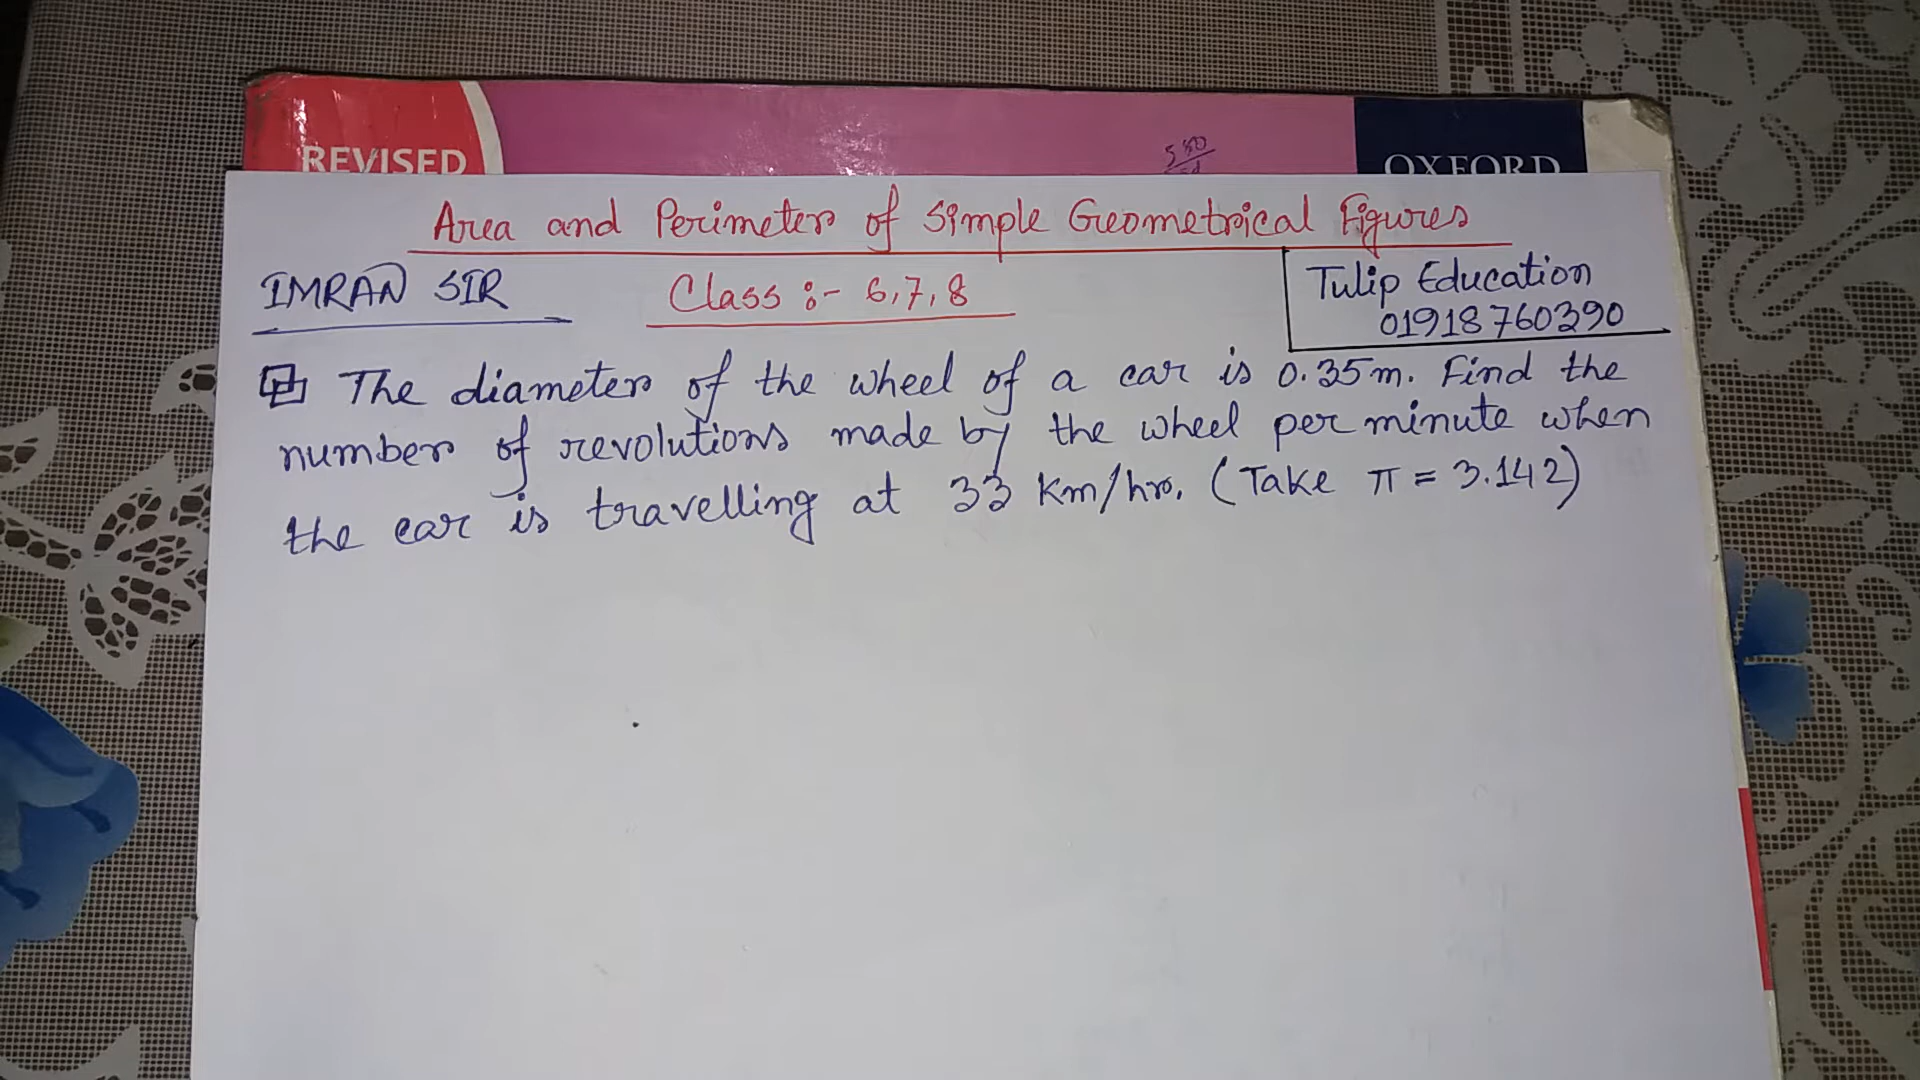 REVISED
OXFORD
Area and Perimeter of Simple Geometrical Figures
IMRAN SIR
Class :- 6,7,8
Tulip Education
01918760390
The diameter of the wheel of a car is 0.35m. Find the
number of revolutions made by the wheel per minute when
the car is travelling at 33 km/hr. (Take π = 3.142)